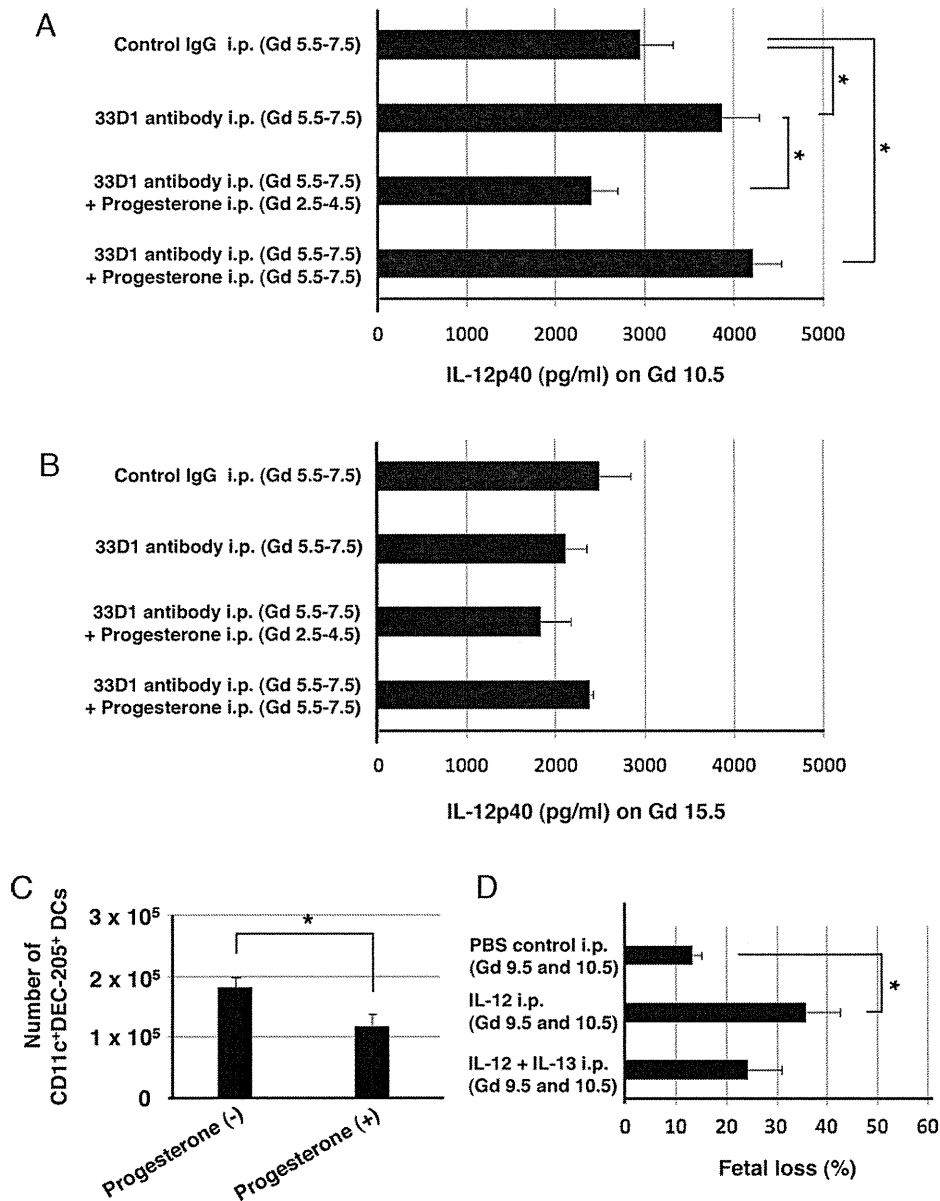 A
Control IgG i.p. (Gd 5.5-7.5)
33D1 antibody i.p. (Gd 5.5-7.5)
33D1 antibody i.p. (Gd 5.5-7.5)
+ Progesterone i.p. (Gd 2.5-4.5)
33D1 antibody i.p. (Gd 5.5-7.5)
+ Progesterone i.p. (Gd 5.5-7.5)
*
*
*
0 1000 2000 3000 4000 5000
IL-12p40 (pg/ml) on Gd 10.5
B
Control IgG i.p. (Gd 5.5-7.5)
33D1 antibody i.p. (Gd 5.5-7.5)
33D1 antibody i.p. (Gd 5.5-7.5)
+ Progesterone i.p. (Gd 2.5-4.5)
33D1 antibody i.p. (Gd 5.5-7.5)
+ Progesterone i.p. (Gd 5.5-7.5)
0 1000 2000 3000 4000 5000
IL-12p40 (pg/ml) on Gd 15.5
C
Number of
CD11c⁺DEC-205⁺ DCs
3 x 10⁵
2 x 10⁵
1 x 10⁵
0
*
Progesterone (-)
Progesterone (+)
D
PBS control i.p.
(Gd 9.5 and 10.5)
IL-12 i.p.
(Gd 9.5 and 10.5)
IL-12 + IL-13 i.p.
(Gd 9.5 and 10.5)
*
0 10 20 30 40 50 60
Fetal loss (%)